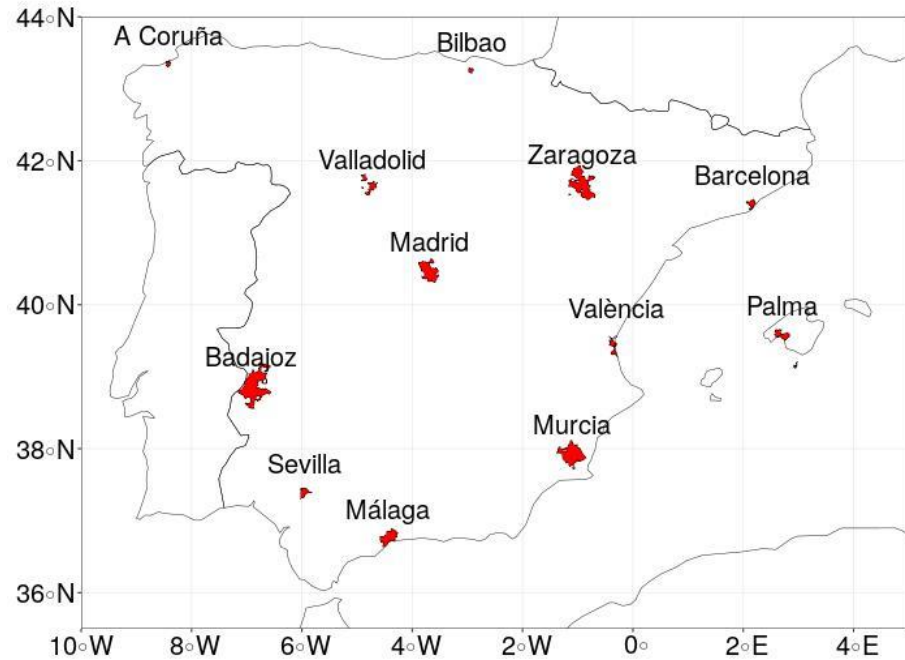 44◦N
A Coruña
Bilbao
42◦N
Valladolid
Zaragoza
Barcelona
Madrid
40◦N
València
Palma
Badajoz
38◦N
Murcia
Sevilla
Málaga
36◦N
10◦W
8◦W
6◦W
4◦W
2◦W
0◦
2◦E
4◦E